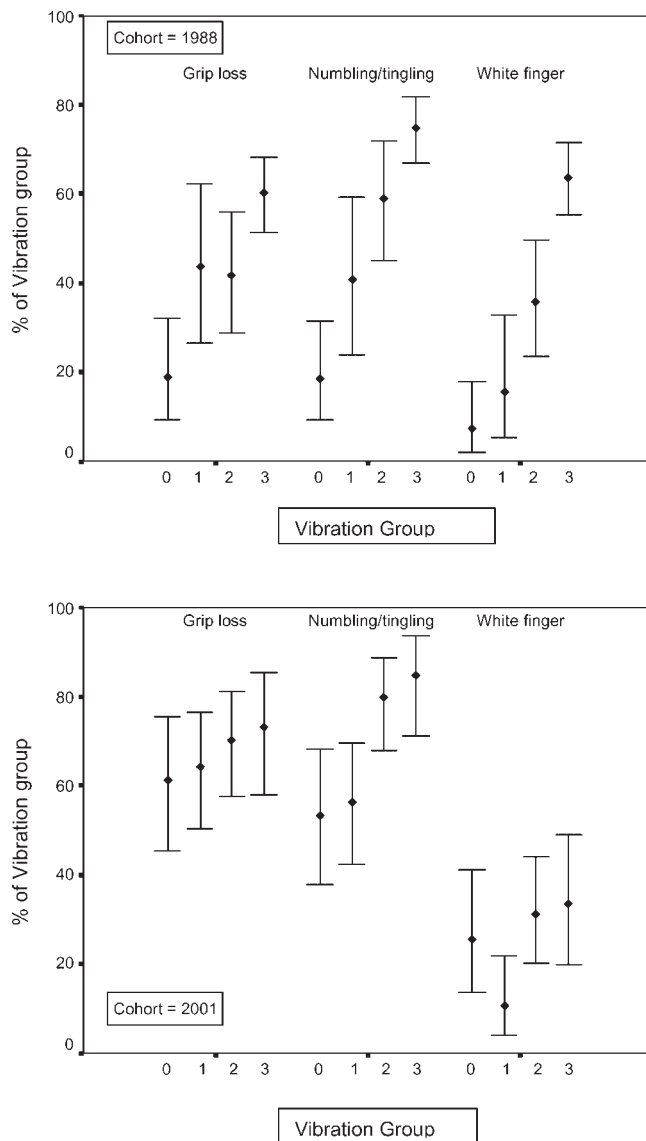 100
Cohort = 1988
Grip loss Numbling/tingling White finger
80
60
40
20
0
% of Vibration group
0 1 2 3 0 1 2 3 0 1 2 3
Vibration Group
100
Grip loss Numbling/tingling White finger
80
60
40
20
Cohort = 2001
0
% of Vibration group
0 1 2 3 0 1 2 3 0 1 2 3
Vibration Group